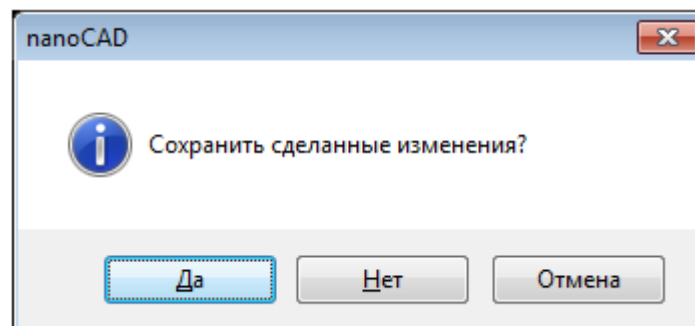 nanoCAD
Сохранить сделанные изменения?
Да
Нет
Отмена